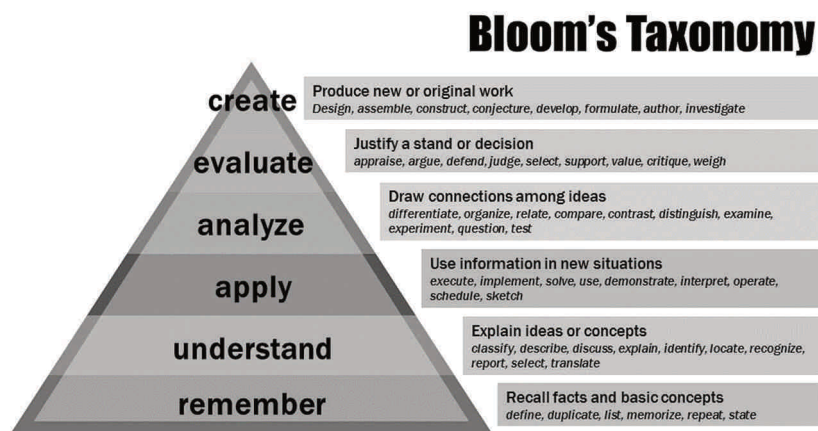 Bloom's Taxonomy
create
Produce new or original work
Design, assemble, construct, conjecture, develop, formulate, author, investigate
evaluate
Justify a stand or decision
appraise, argue, defend, judge, select, support, value, critique, weigh
analyze
Draw connections among ideas
differentiate, organize, relate, compare, contrast, distinguish, examine,
experiment, question, test
apply
Use information in new situations
execute, implement, solve, use, demonstrate, interpret, operate,
schedule, sketch
understand
Explain ideas or concepts
classify, describe, discuss, explain, identify, locate, recognize,
report, select, translate
remember
Recall facts and basic concepts
define, duplicate, list, memorize, repeat, state